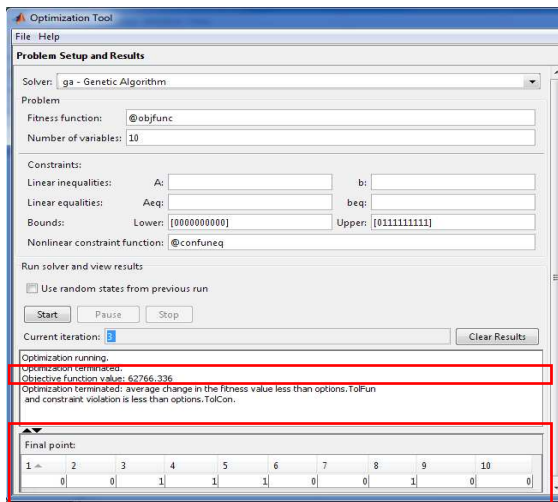 Optimization Tool
File Help
Problem Setup and Results
Solver: ga - Genetic Algorithm
Problem
Fitness function: @objfunc
Number of variables: 10
Constraints:
Linear inequalities: A: b:
Linear equalities: Aeq: beq:
Bounds: Lower: [0000000000] Upper: [0111111111]
Nonlinear constraint function: @confuneq
Run solver and view results
Use random states from previous run
Start Pause Stop
Current iteration: 3 Clear Results
Optimization running.
Optimization terminated.
Objective function value: 62766.336
Optimization terminated: average change in the fitness value less than options.TolFun
and constraint violation is less than options.TolCon.
Final point:
1 2 3 4 5 6 7 8 9 10
0 0 1 1 1 0 0 1 0 0